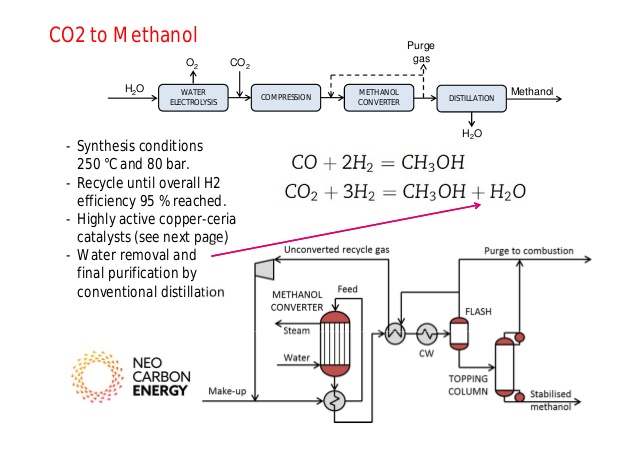 CO2 to Methanol
Purge
gas
O2
CO2
H2O
WATER
ELECTROLYSIS
COMPRESSION
METHANOL
CONVERTER
DISTILLATION
Methanol
H2O
- Synthesis conditions
250 °C and 80 bar.
- Recycle until overall H2
efficiency 95 % reached.
- Highly active copper-ceria
catalysts (see next page)
- Water removal and
final purification by
conventional distillation
CO + 2H₂ = CH₃OH
CO₂ + 3H₂ = CH₃OH + H₂O
Unconverted recycle gas
Purge to combustion
METHANOL
CONVERTER
Feed
Steam
Water
FLASH
CW
TOPPING
COLUMN
Make-up
Stabilised
methanol
NEO
CARBON
ENERGY